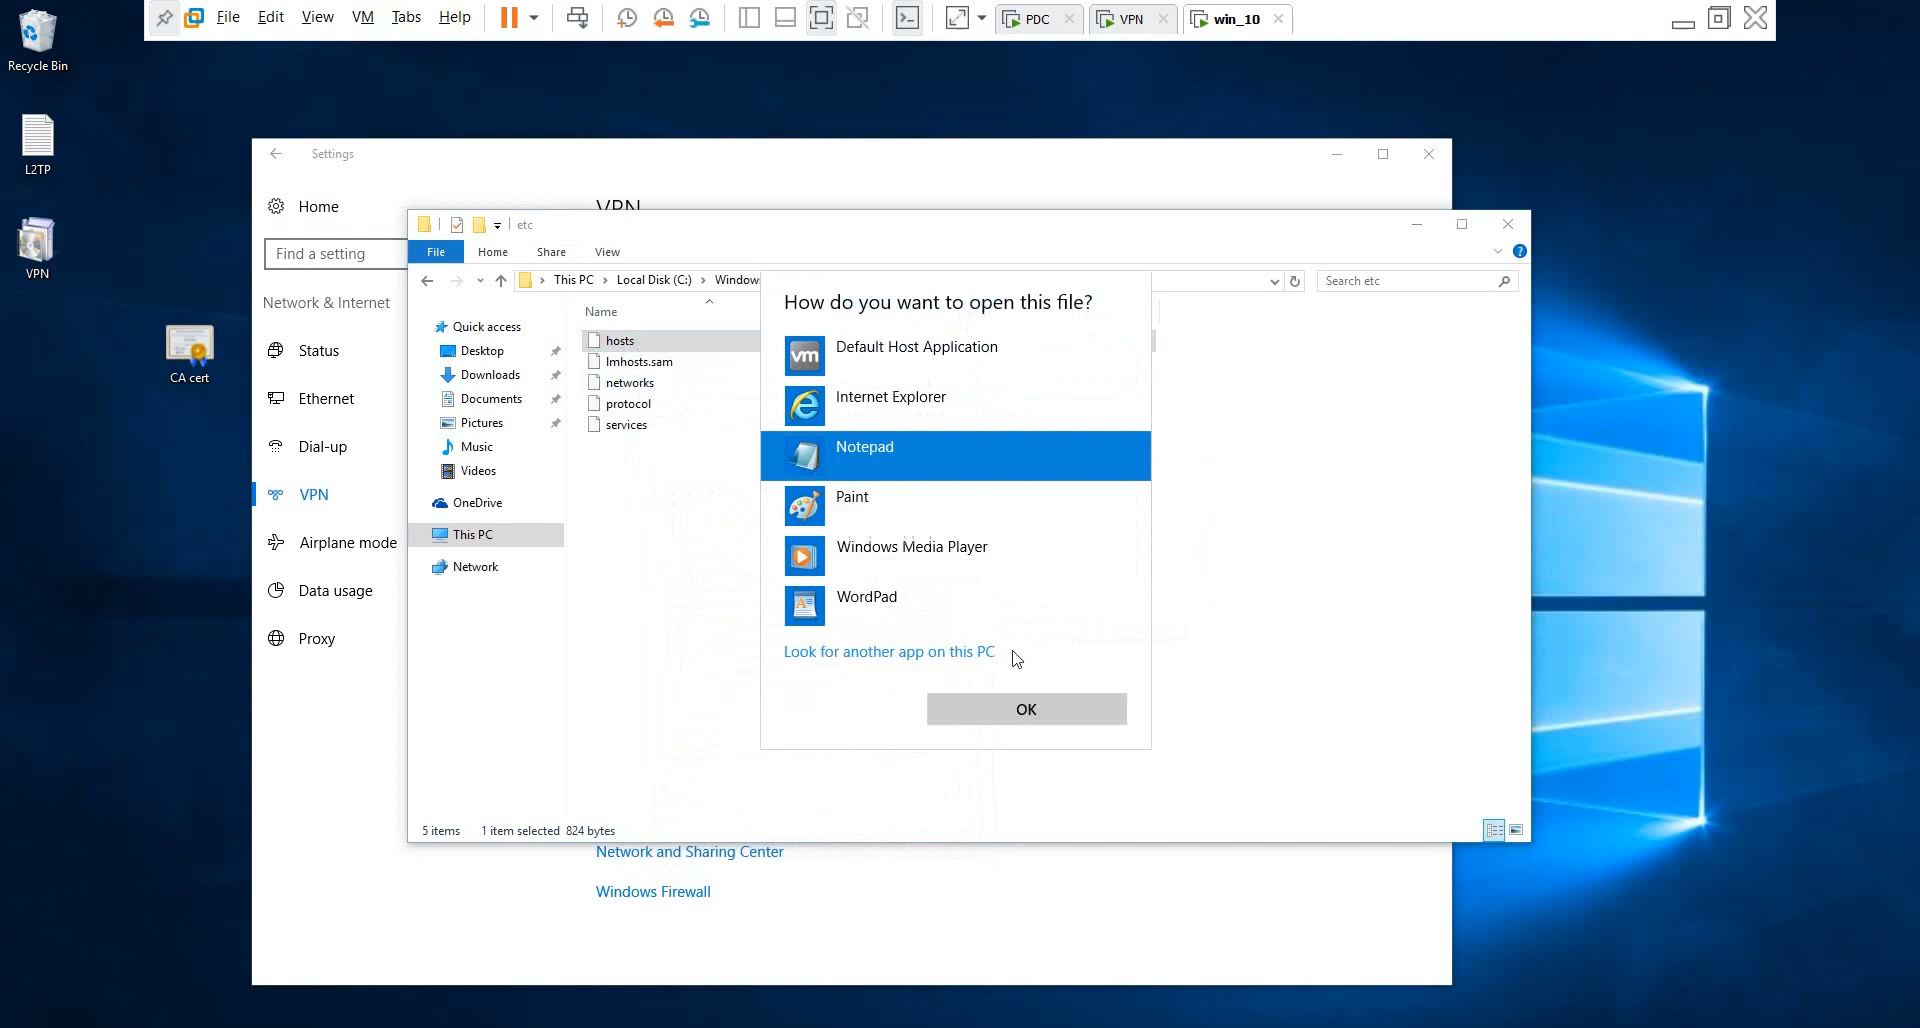 File Edit View VM Tabs Help PDC VPN win_10
Recycle Bin
L2TP
VPN
CA cert
Settings
Home
VPN
Find a setting
Network & Internet
Status
Ethernet
Dial-up
VPN
Airplane mode
Data usage
Proxy
etc
File Home Share View
This PC Local Disk (C:) Windows
Search etc
Quick access
Desktop
Downloads
Documents
Pictures
Music
Videos
OneDrive
This PC
Network
Name
hosts
lmhosts.sam
networks
protocol
services
How do you want to open this file?
vm Default Host Application
Internet Explorer
Notepad
Paint
Windows Media Player
WordPad
Look for another app on this PC
OK
5 items 1 item selected 824 bytes
Network and Sharing Center
Windows Firewall